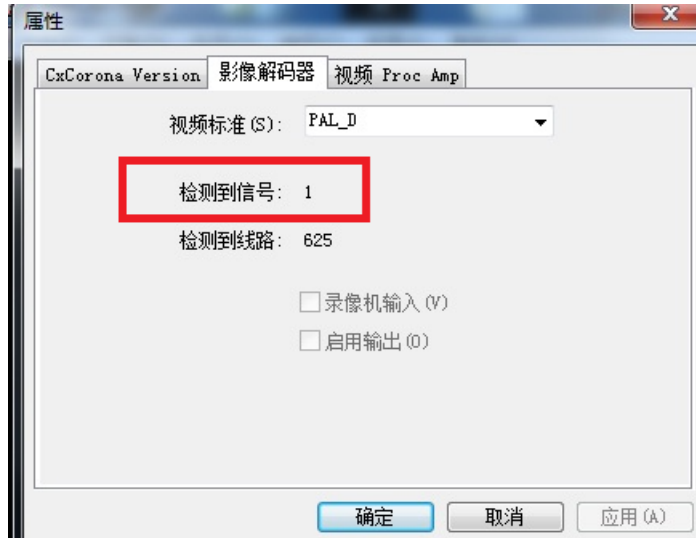 属性
CxCorona Version 影像解码器 视频 Proc Amp
视频标准(S): PAL_D
检测到信号: 1
检测到线路: 625
录像机输入(V)
启用输出(O)
确定 取消 应用(A)